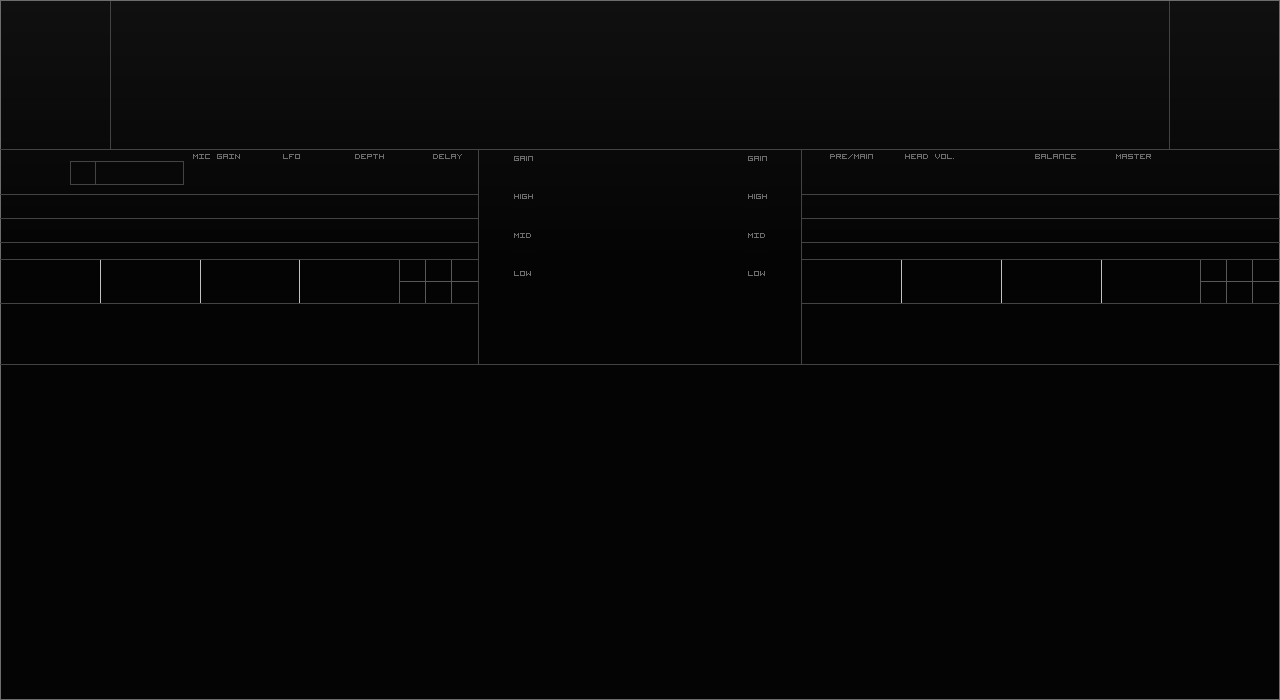 MIC GAIN LFO DEPTH DELAY
GAIN
HIGH
MID
LOW
GAIN
HIGH
MID
LOW
PRE/MAIN HEAD VOL. BALANCE MASTER